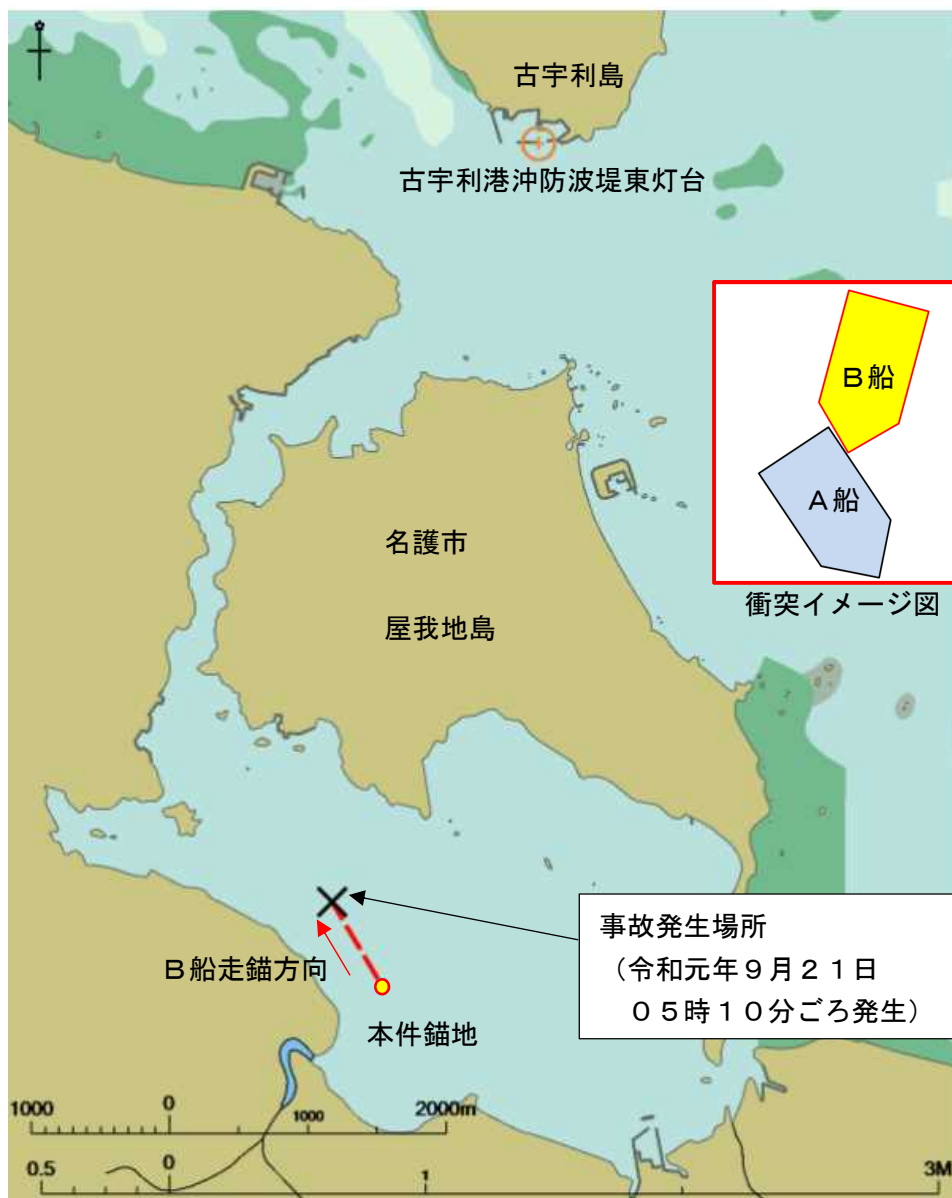 古宇利島
古宇利港沖防波堤東灯台
B船
A船
衝突イメージ図
名護市
屋我地島
事故発生場所
(令和元年9月21日
05時10分ごろ発生)
B船走錨方向
本件錨地
1000 0 1000 2000m
0.5 0 1 3M